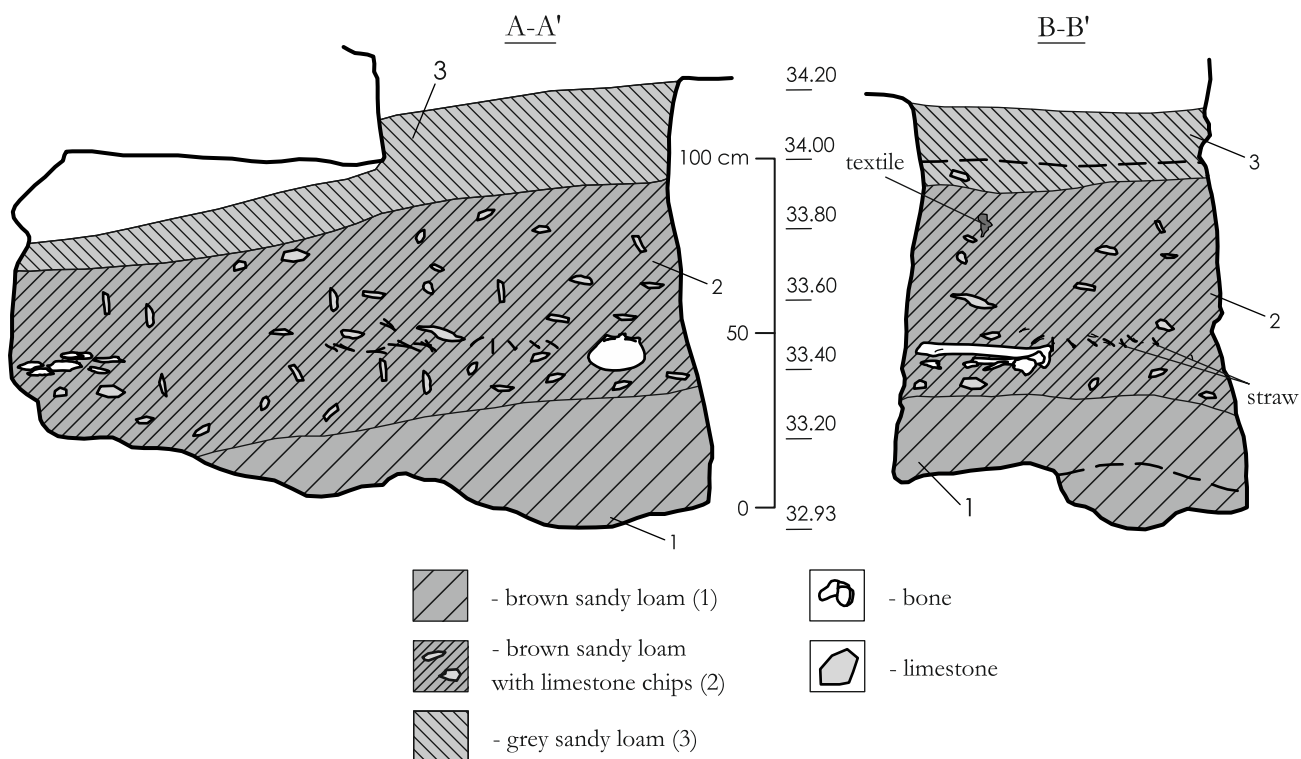 A-A'
B-B'
3
34.20
100 cm
34.00
textile
3
33.80
2
33.60
2
50
33.40
straw
33.20
1
1
0
32.93
- brown sandy loam (1)
- bone
- brown sandy loam
with limestone chips (2)
- limestone
- grey sandy loam (3)